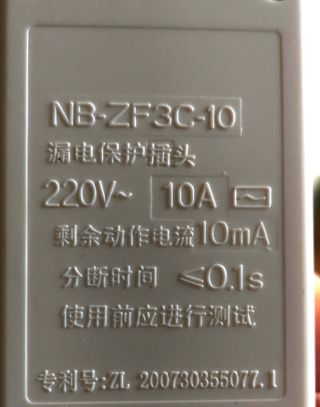 NB-ZF3C-10
漏电保护插头
220V~ 10A
剩余动作电流10mA
分断时间 ≤0.1s
使用前应进行测试
专利号:ZL 200730355077.1